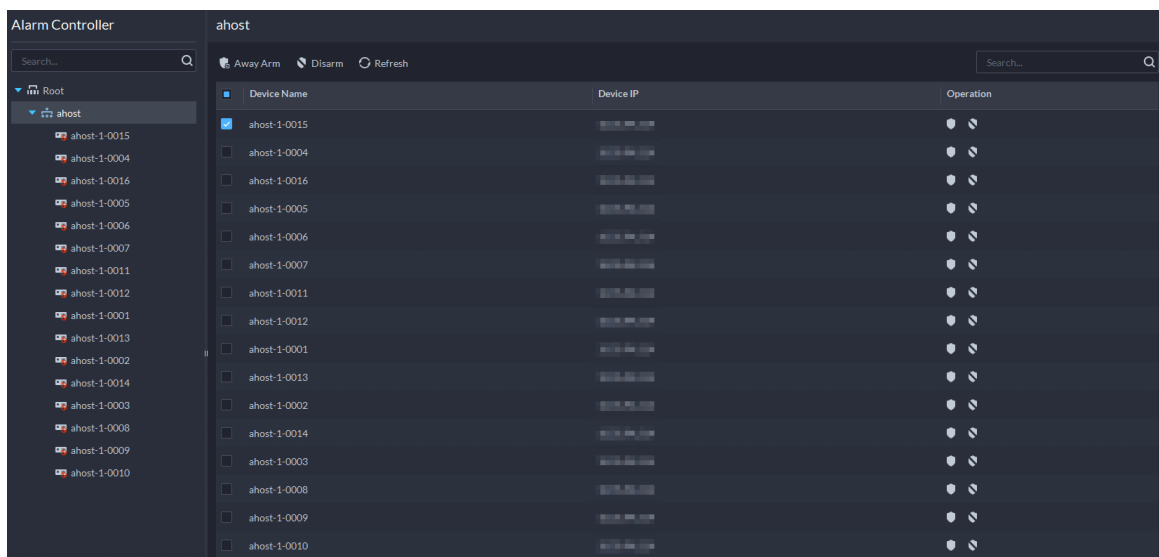 Alarm Controller
Search...
Root
ahost
ahost-1-0015
ahost-1-0004
ahost-1-0016
ahost-1-0005
ahost-1-0006
ahost-1-0007
ahost-1-0011
ahost-1-0012
ahost-1-0001
ahost-1-0013
ahost-1-0002
ahost-1-0014
ahost-1-0003
ahost-1-0008
ahost-1-0009
ahost-1-0010
ahost
Away Arm Disarm Refresh Search...
Device Name Device IP Operation
ahost-1-0015
ahost-1-0004
ahost-1-0016
ahost-1-0005
ahost-1-0006
ahost-1-0007
ahost-1-0011
ahost-1-0012
ahost-1-0001
ahost-1-0013
ahost-1-0002
ahost-1-0014
ahost-1-0003
ahost-1-0008
ahost-1-0009
ahost-1-0010